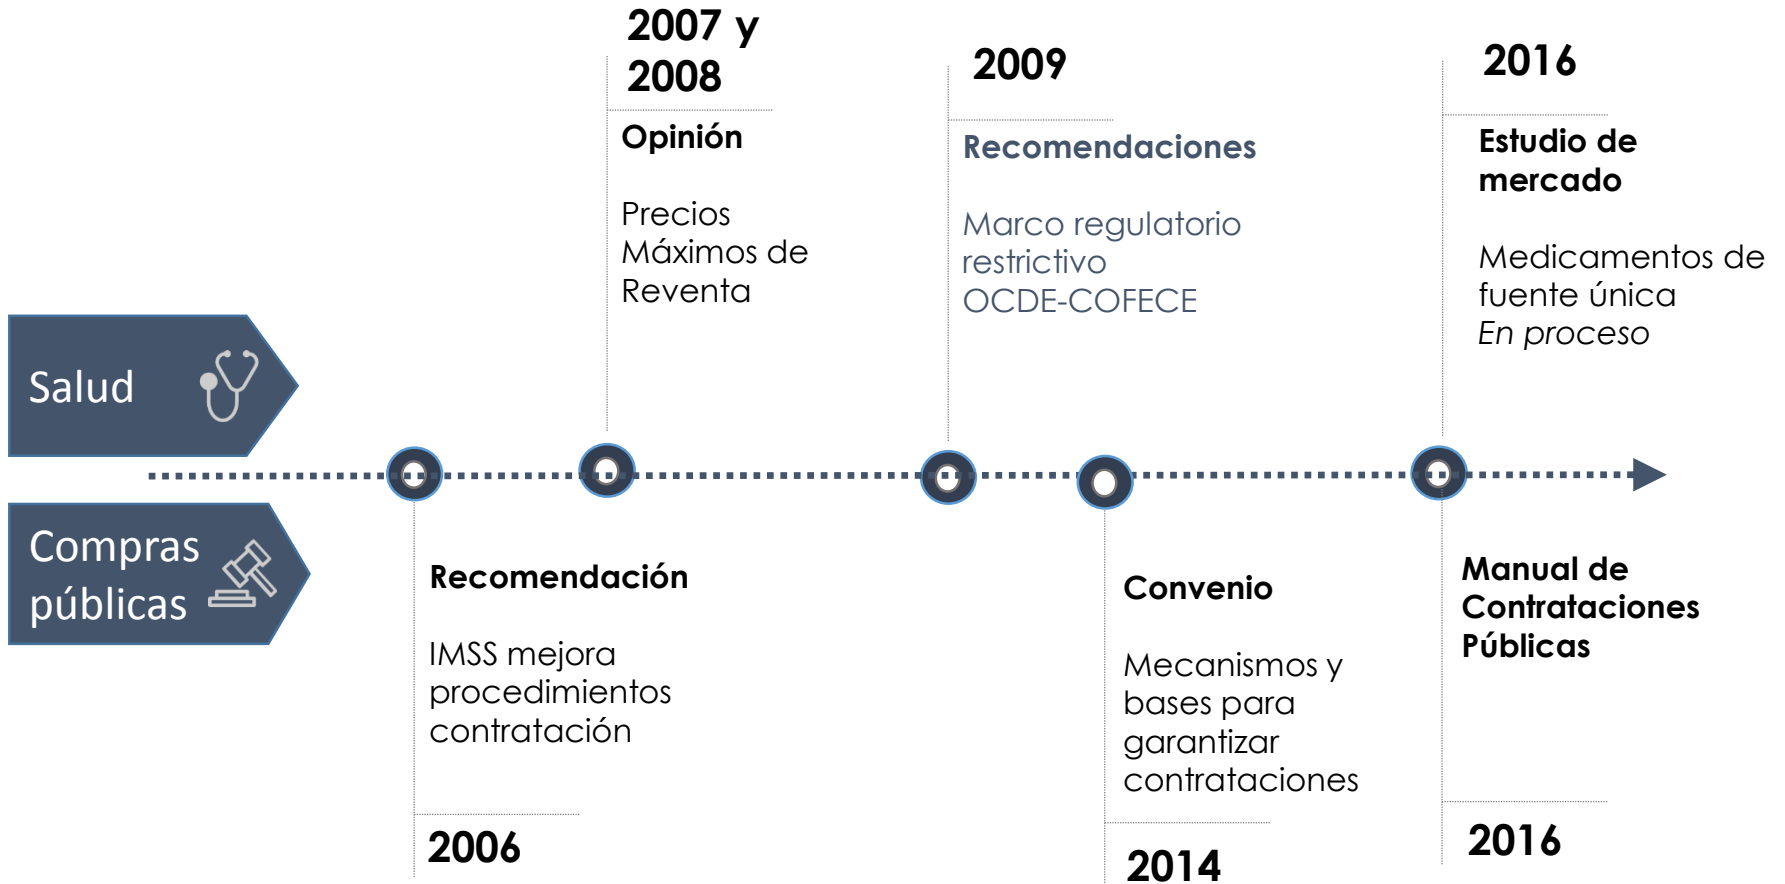 2007 y
2008
Opinión
Precios
Máximos de
Reventa
2009
Recomendaciones
Marco regulatorio
restrictivo
OCDE-COFECE
2016
Estudio de
mercado
Medicamentos de
fuente única
En proceso
Salud
Compras
públicas
Recomendación
IMSS mejora
procedimientos
contratación
2006
Convenio
Mecanismos y
bases para
garantizar
contrataciones
2014
Manual de
Contrataciones
Públicas
2016